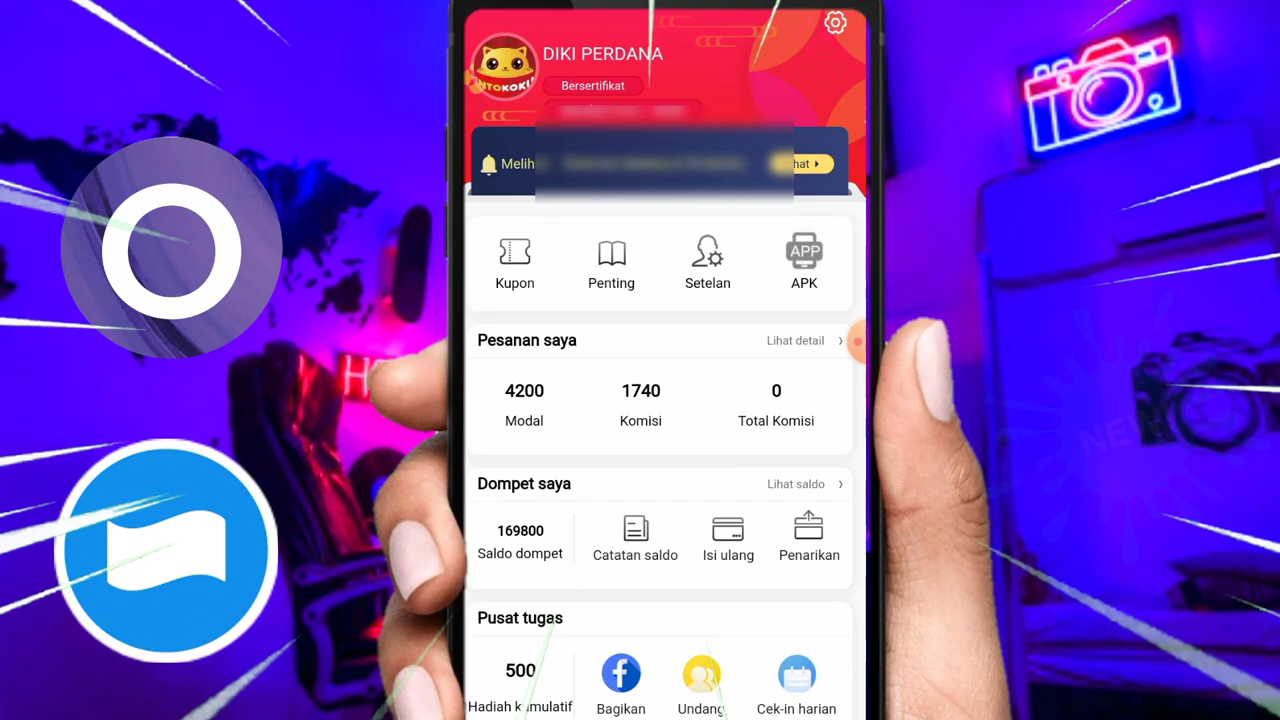 DIKI PERDANA
NTOKOKU
Bersertifikat
Melih
hat
Kupon
Penting
Setelan
APP
APK
Pesanan saya
Lihat detail
4200
1740
0
Modal
Komisi
Total Komisi
Dompet saya
Lihat saldo
169800
Saldo dompet
Catatan saldo
Isi ulang
Penarikan
Pusat tugas
500
Hadiah kumulatif
Bagikan
Undang
Cek-in harian
NEW